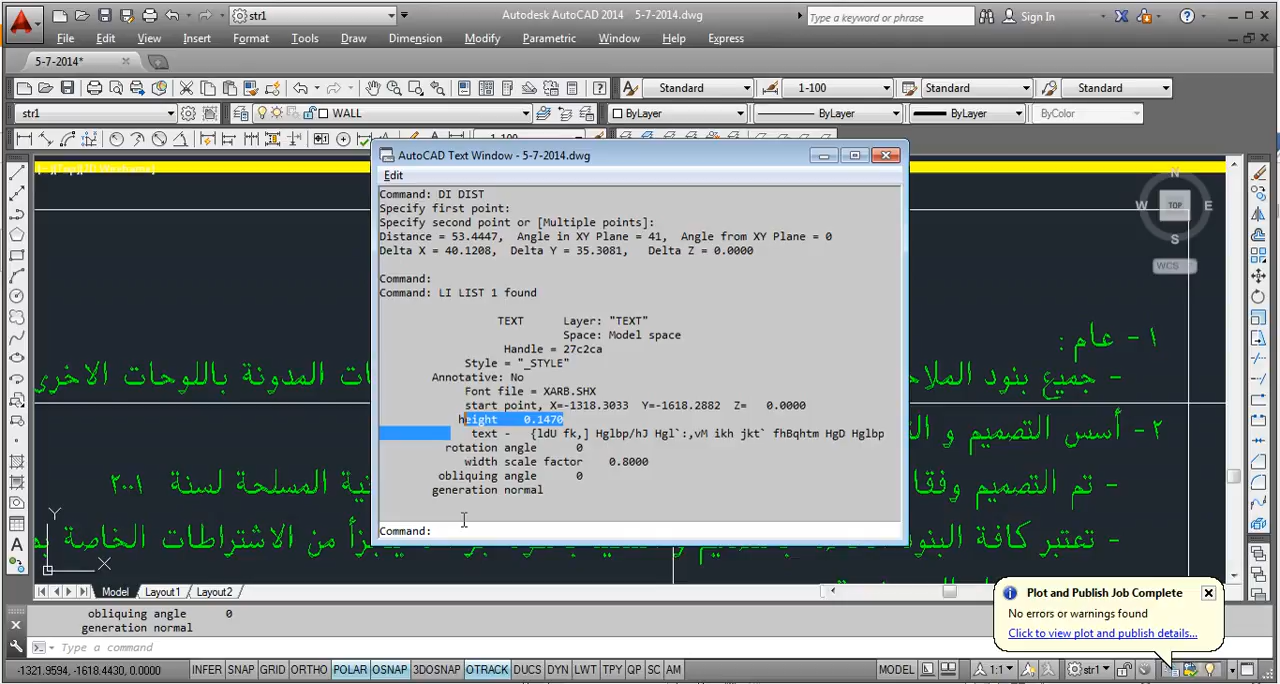 str1
Autodesk AutoCAD 2014 5-7-2014.dwg
Type a keyword or phrase
Sign In
File Edit View Insert Format Tools Draw Dimension Modify Parametric Window Help Express
5-7-2014*
Standard 1-100 Standard Standard
str1 WALL ByLayer ByLayer ByLayer ByColor
1-100
[Top][2D Wireframe]
AutoCAD Text Window - 5-7-2014.dwg
Edit
Command: DI DIST
Specify first point:
Specify second point or [Multiple points]:
Distance = 53.4447, Angle in XY Plane = 41, Angle from XY Plane = 0
Delta X = 40.1208, Delta Y = 35.3081, Delta Z = 0.0000
Command:
Command: LI LIST 1 found
TEXT Layer: "TEXT"
Space: Model space
Handle = 27c2ca
Style = "_STYLE"
Annotative: No
Font file = XARB.SHX
start point, X=-1318.3033 Y=-1618.2882 Z= 0.0000
height 0.1470
text - {ldU fk,] Hglbp/hJ Hgl`:,vM ikh jkt` fhBqhtm HgD Hglbp
rotation angle 0
width scale factor 0.8000
obliquing angle 0
generation normal
Command:
N
W TOP E
S
WCS
١ - عام :
- جميع بنود الملاح
ات المدونة باللوحات الاخرى
٢ - أسس التصميم و الت
- تم التصميم وفقا
نية المسلحة لسنة ٢٠٠١
- تعتبر كافة البنود
من الاشتراطات الخاصة
Y
X
Model Layout1 Layout2
obliquing angle 0
generation normal
Type a command
Plot and Publish Job Complete
No errors or warnings found
Click to view plot and publish details...
-1321.9594, -1618.4430, 0.0000 INFER SNAP GRID ORTHO POLAR OSNAP 3DOSNAP OTRACK DUCS DYN LWT TPY QP SC AM MODEL 1:1 str1